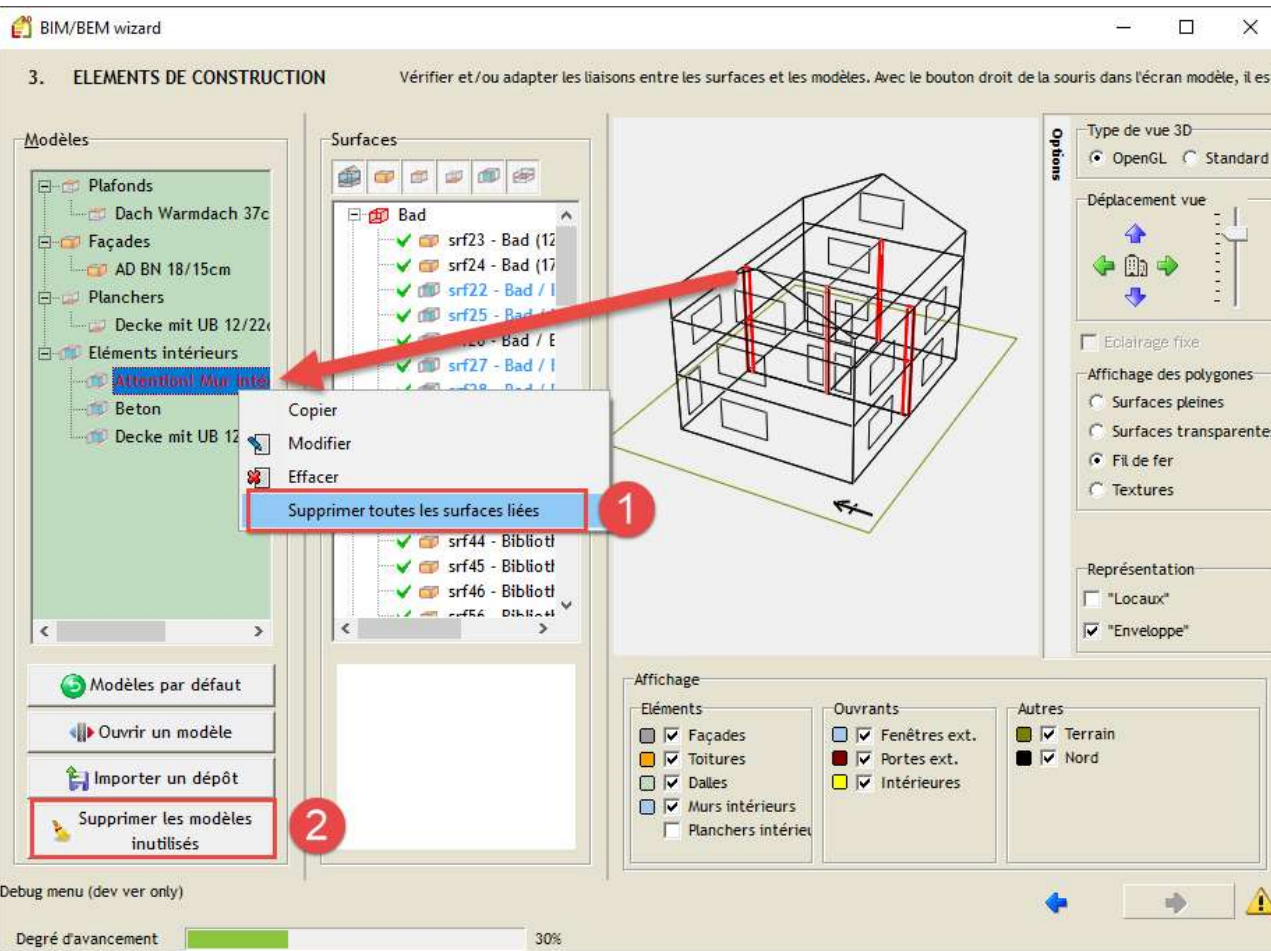 BIM/BEM wizard
3. ELEMENTS DE CONSTRUCTION
Vérifier et/ou adapter les liaisons entre les surfaces et les modèles. Avec le bouton droit de la souris dans l'écran modèle, il es
Modèles
Plafonds
Dach Warmdach 37c
Façades
AD BN 18/15cm
Planchers
Decke mit UB 12/22c
Eléments intérieurs
Attention! Mur inté
Beton
Decke mit UB 12
Copier
Modifier
Effacer
Supprimer toutes les surfaces liées
1
Modèles par défaut
Ouvrir un modèle
Importer un dépôt
Supprimer les modèles
inutilisés
2
Surfaces
Bad
srf23 - Bad (12
srf24 - Bad (17
srf22 - Bad /
srf25 - Bad /
Bad / E
srf27 - Bad /
srf28 - Bad /
srf44 - Biblioth
srf45 - Biblioth
srf46 - Biblioth
srf56 - Biblioth
Options
Type de vue 3D
OpenGL Standard
Déplacement vue
Eclairage fixe
Affichage des polygones
Surfaces pleines
Surfaces transparente
Fil de fer
Textures
Représentation
"Locaux"
"Enveloppe"
Affichage
Eléments
Façades
Toitures
Dalles
Murs intérieurs
Planchers intérieu
Ouvrants
Fenêtres ext.
Portes ext.
Intérieures
Autres
Terrain
Nord
Debug menu (dev ver only)
Degré d'avancement 30%